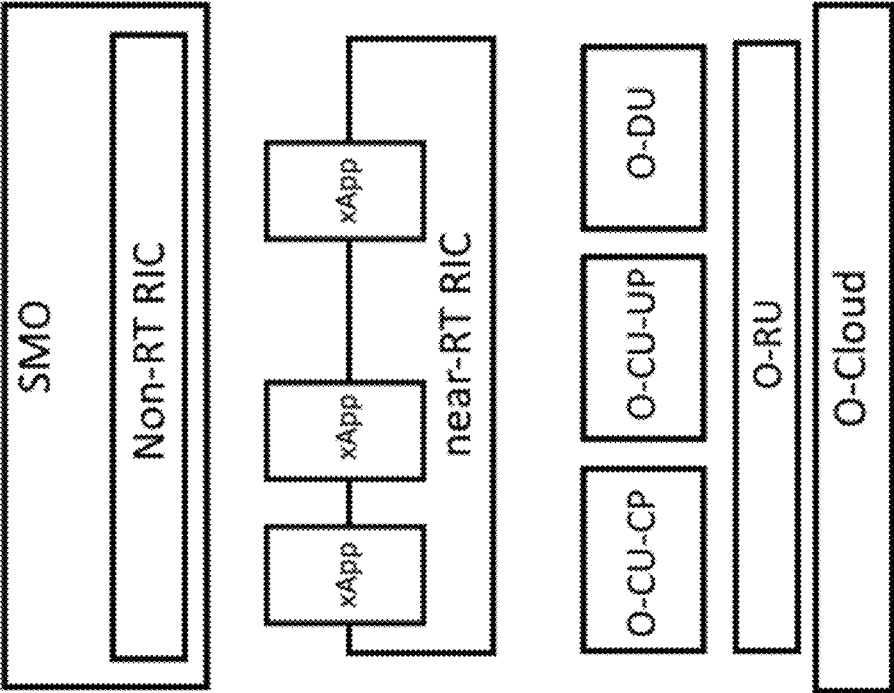 SMO
Non-RT RIC
xApp
xApp
xApp
near-RT RIC
O-CU-CP
O-CU-UP
O-DU
O-RU
O-Cloud